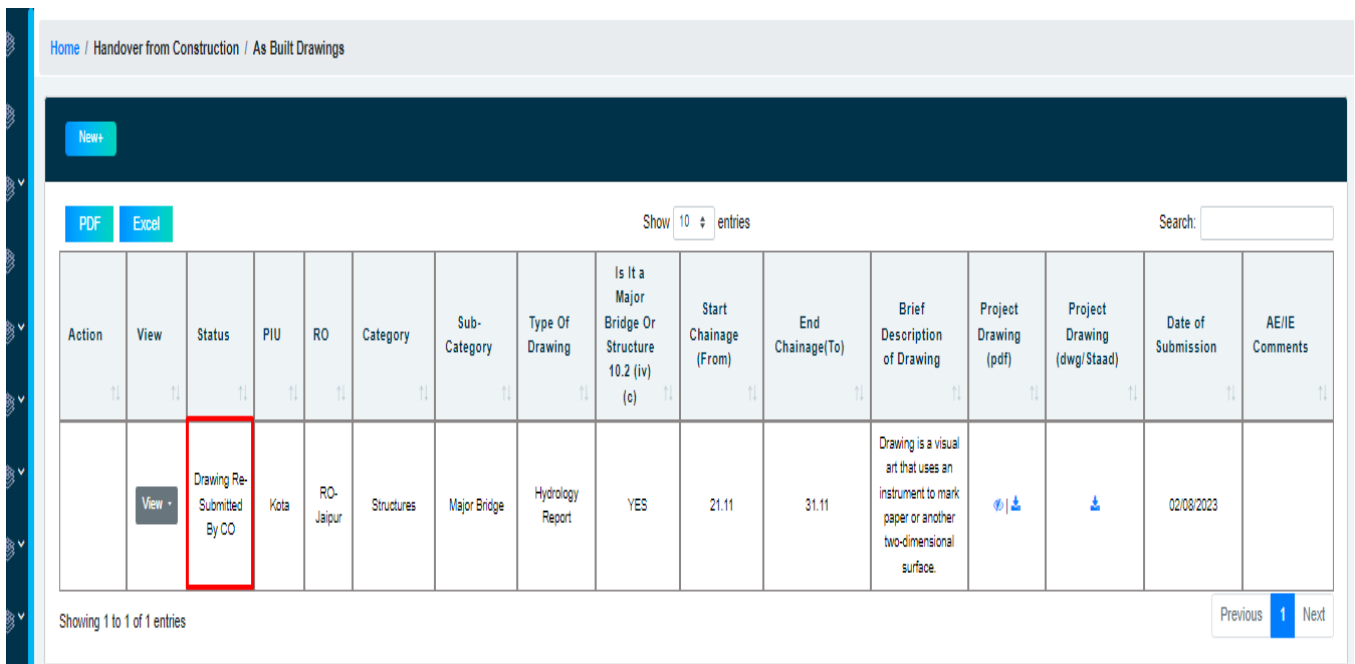 Home / Handover from Construction / As Built Drawings
New+
PDF Excel Show 10 entries Search:
Action
View
Status
PIU
RO
Category
Sub-
Category
Type Of
Drawing
Is It a
Major
Bridge Or
Structure
10.2 (iv)
(c)
Start
Chainage
(From)
End
Chainage(To)
Brief
Description
of Drawing
Project
Drawing
(pdf)
Project
Drawing
(dwg/Staad)
Date of
Submission
AE/IE
Comments
View
Drawing Re-
Submitted
By CO
Kota
RO-
Jaipur
Structures
Major Bridge
Hydrology
Report
YES
21.11
31.11
Drawing is a visual
art that uses an
instrument to mark
paper or another
two-dimensional
surface.
|
02/08/2023
Showing 1 to 1 of 1 entries
Previous 1 Next